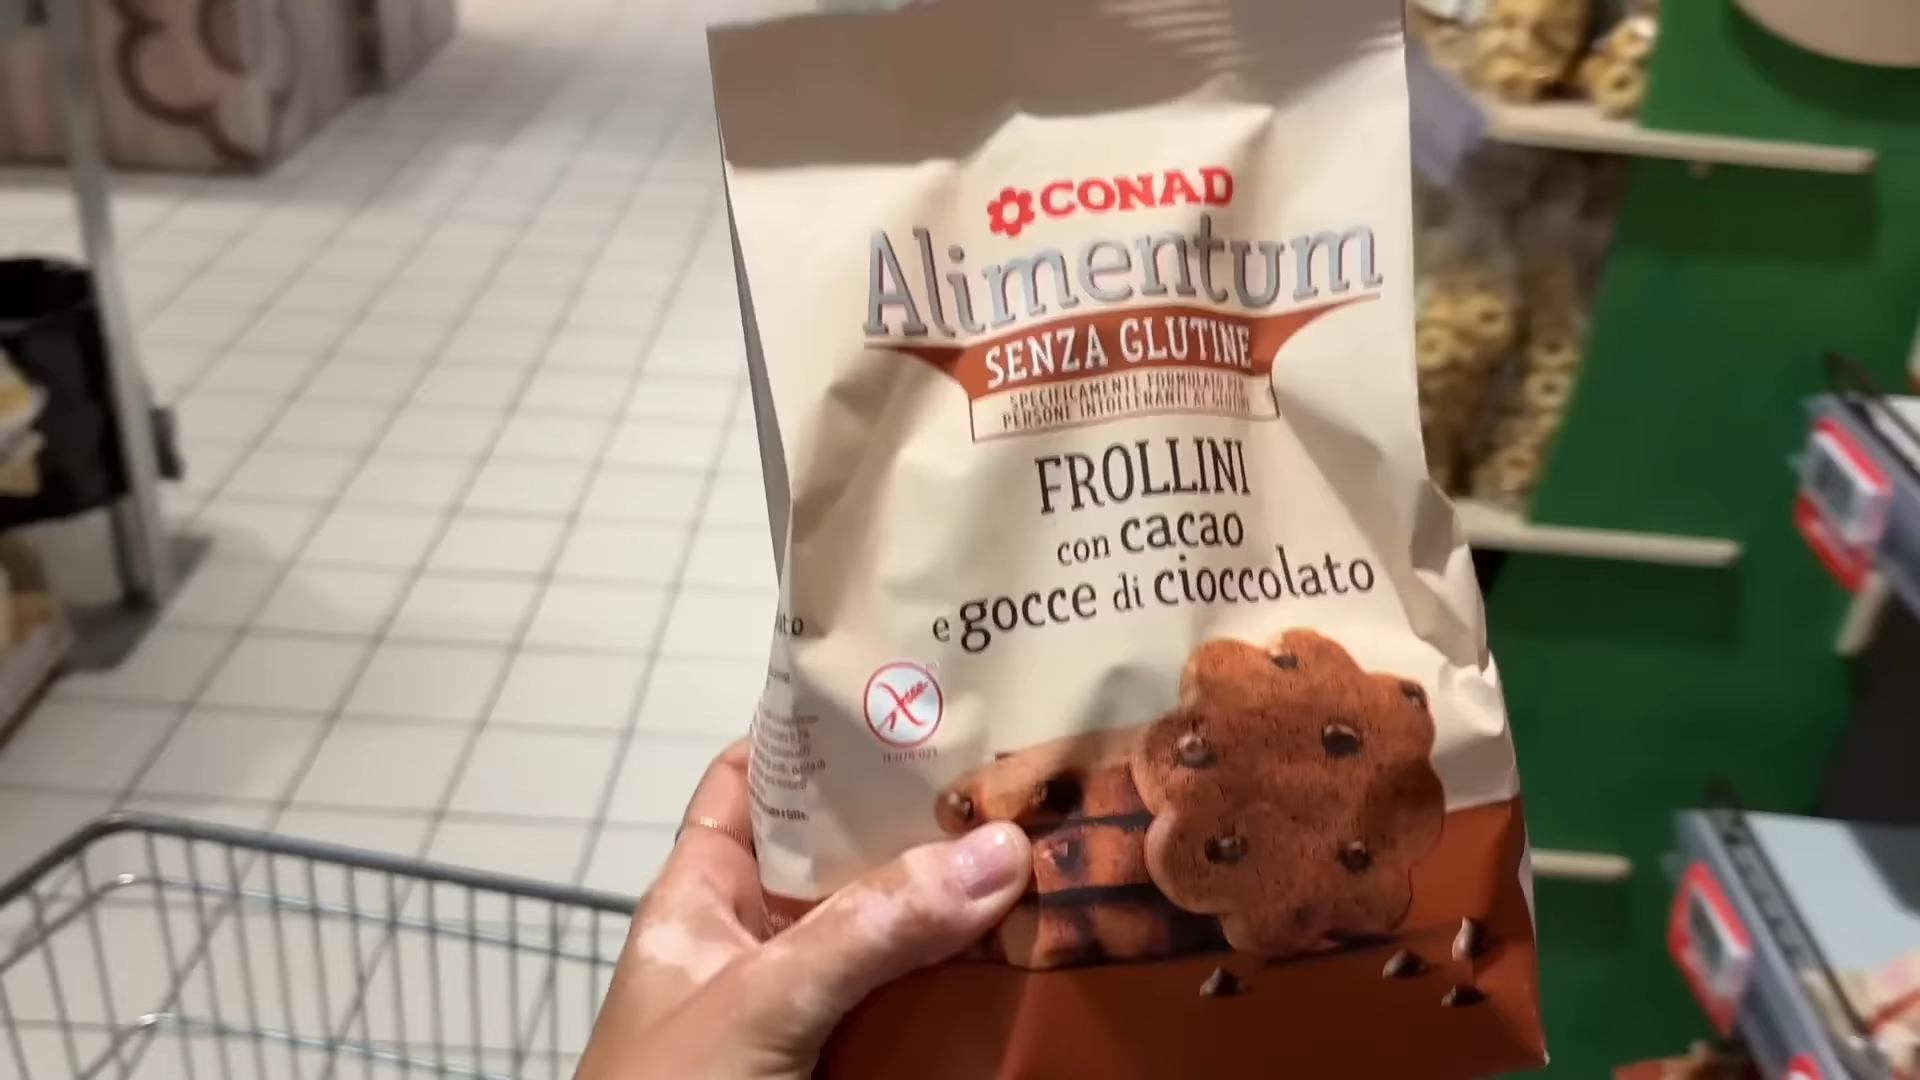 CONAD
Alimentum
SENZA GLUTINE
SPECIFICAMENTE FORMULATO PER
PERSONE INTOLLERANTI AL GLUTINE
FROLLINI
con cacao
e gocce di cioccolato